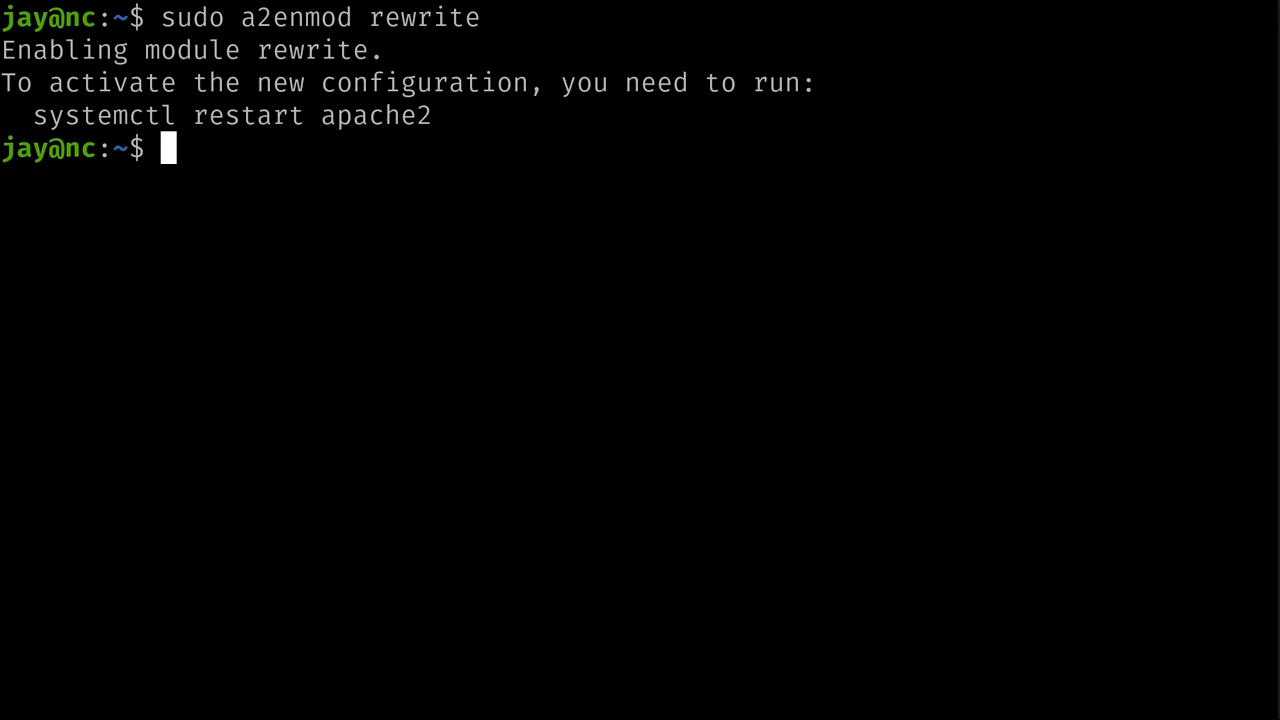 jay@nc:~$ sudo a2enmod rewrite
Enabling module rewrite.
To activate the new configuration, you need to run:
  systemctl restart apache2
jay@nc:~$